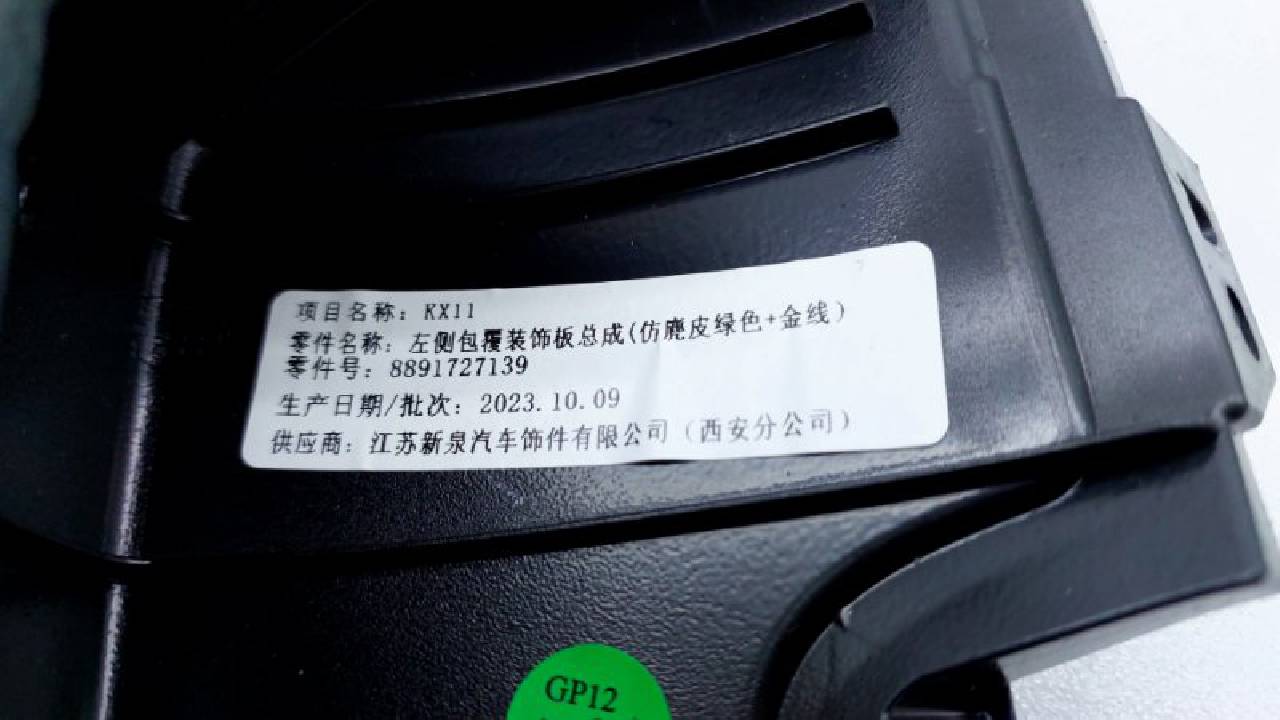 项目名称：KX11
零件名称：左侧包覆装饰板总成(仿麂皮绿色+金线)
零件号：8891727139
生产日期/批次：2023.10.09
供应商：江苏新泉汽车饰件有限公司（西安分公司）
GP12